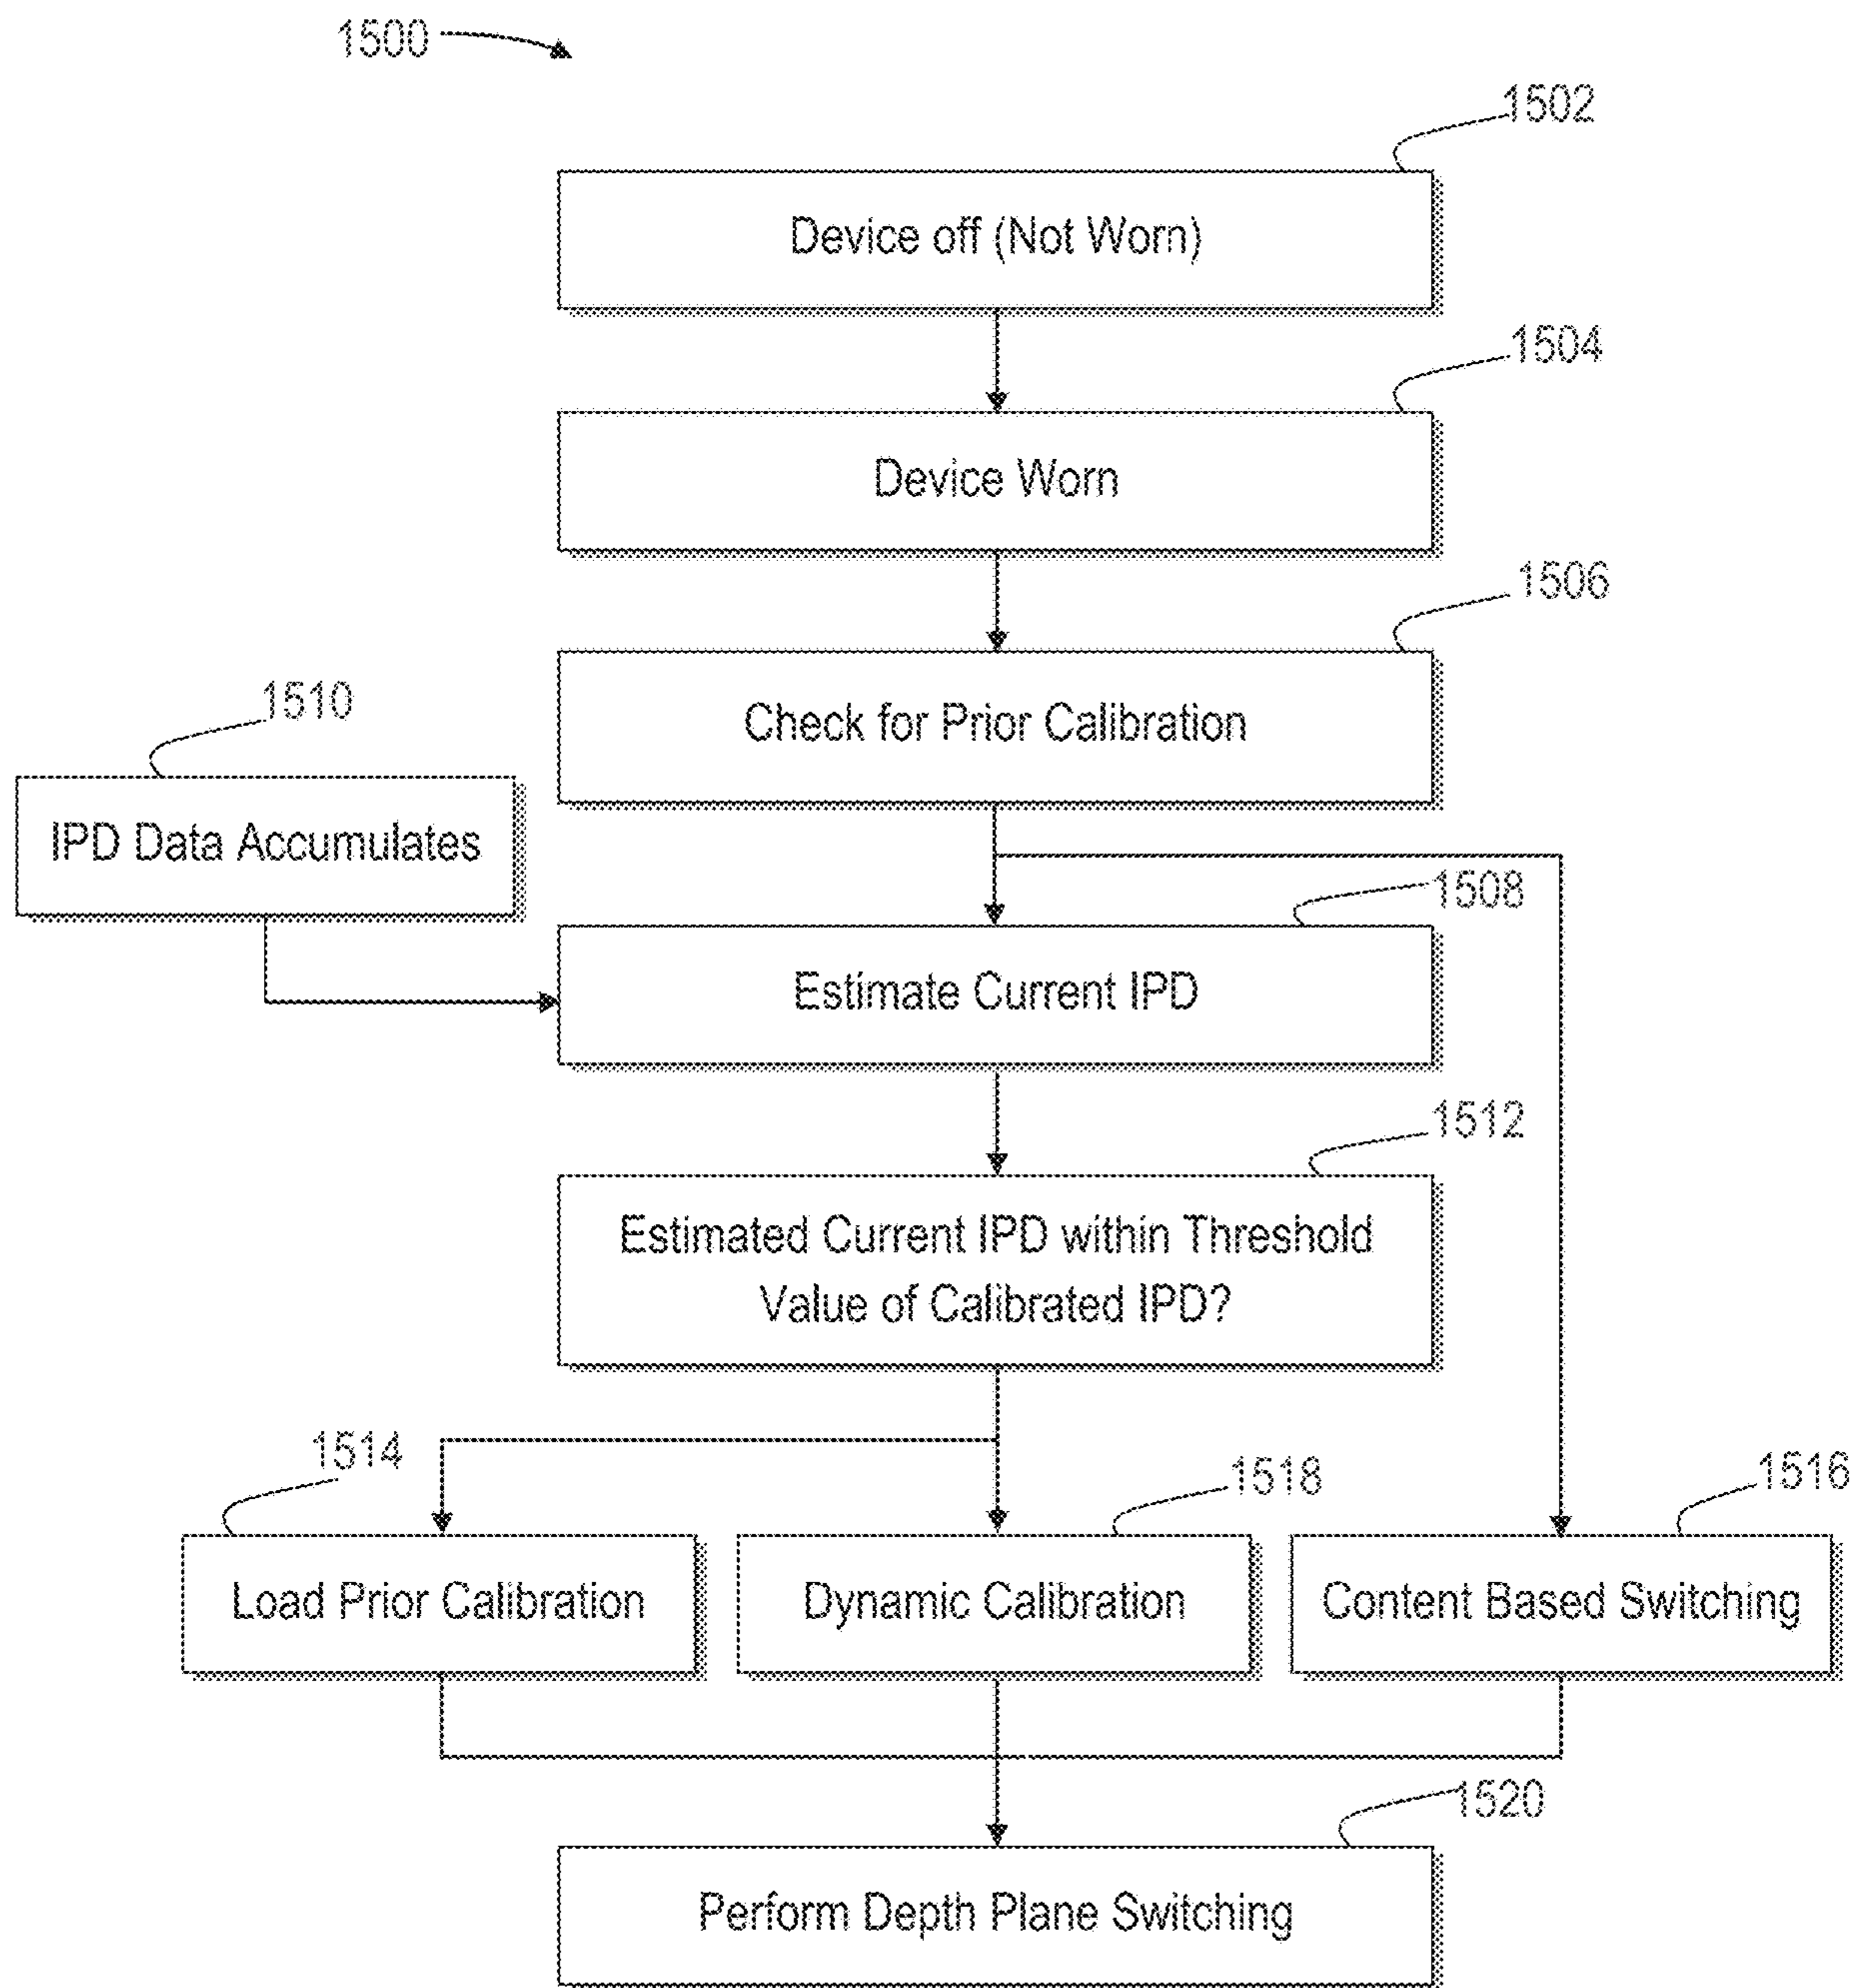 1500
1502
Device off (Not Worn)
1504
Device Worn
1506
Check for Prior Calibration
1510
IPD Data Accumulates
1508
Estimate Current IPD
1512
Estimated Current IPD within Threshold
Value of Calibrated IPD?
1514
1518
1516
Load Prior Calibration
Dynamic Calibration
Content Based Switching
1520
Perform Depth Plane Switching